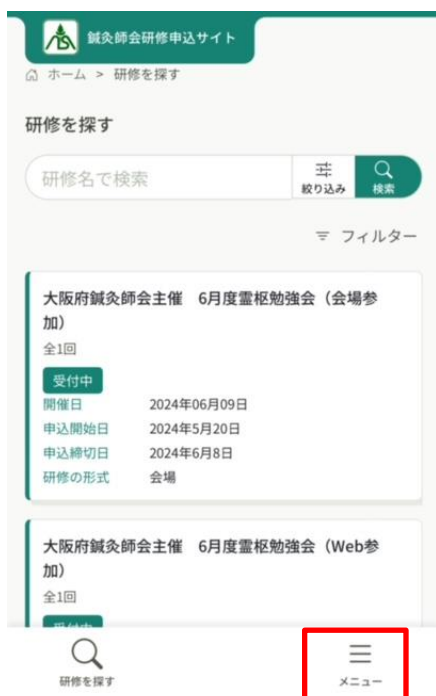 鍼灸師会研修申込サイト
ホーム > 研修を探す
研修を探す
研修名で検索
絞り込み
検索
フィルター
大阪府鍼灸師会主催 6月度霊枢勉強会（会場参
加）
全1回
受付中
開催日 2024年06月09日
申込開始日 2024年5月20日
申込締切日 2024年6月8日
研修の形式 会場
大阪府鍼灸師会主催 6月度霊枢勉強会（Web参
加）
全1回
研修を探す
メニュー